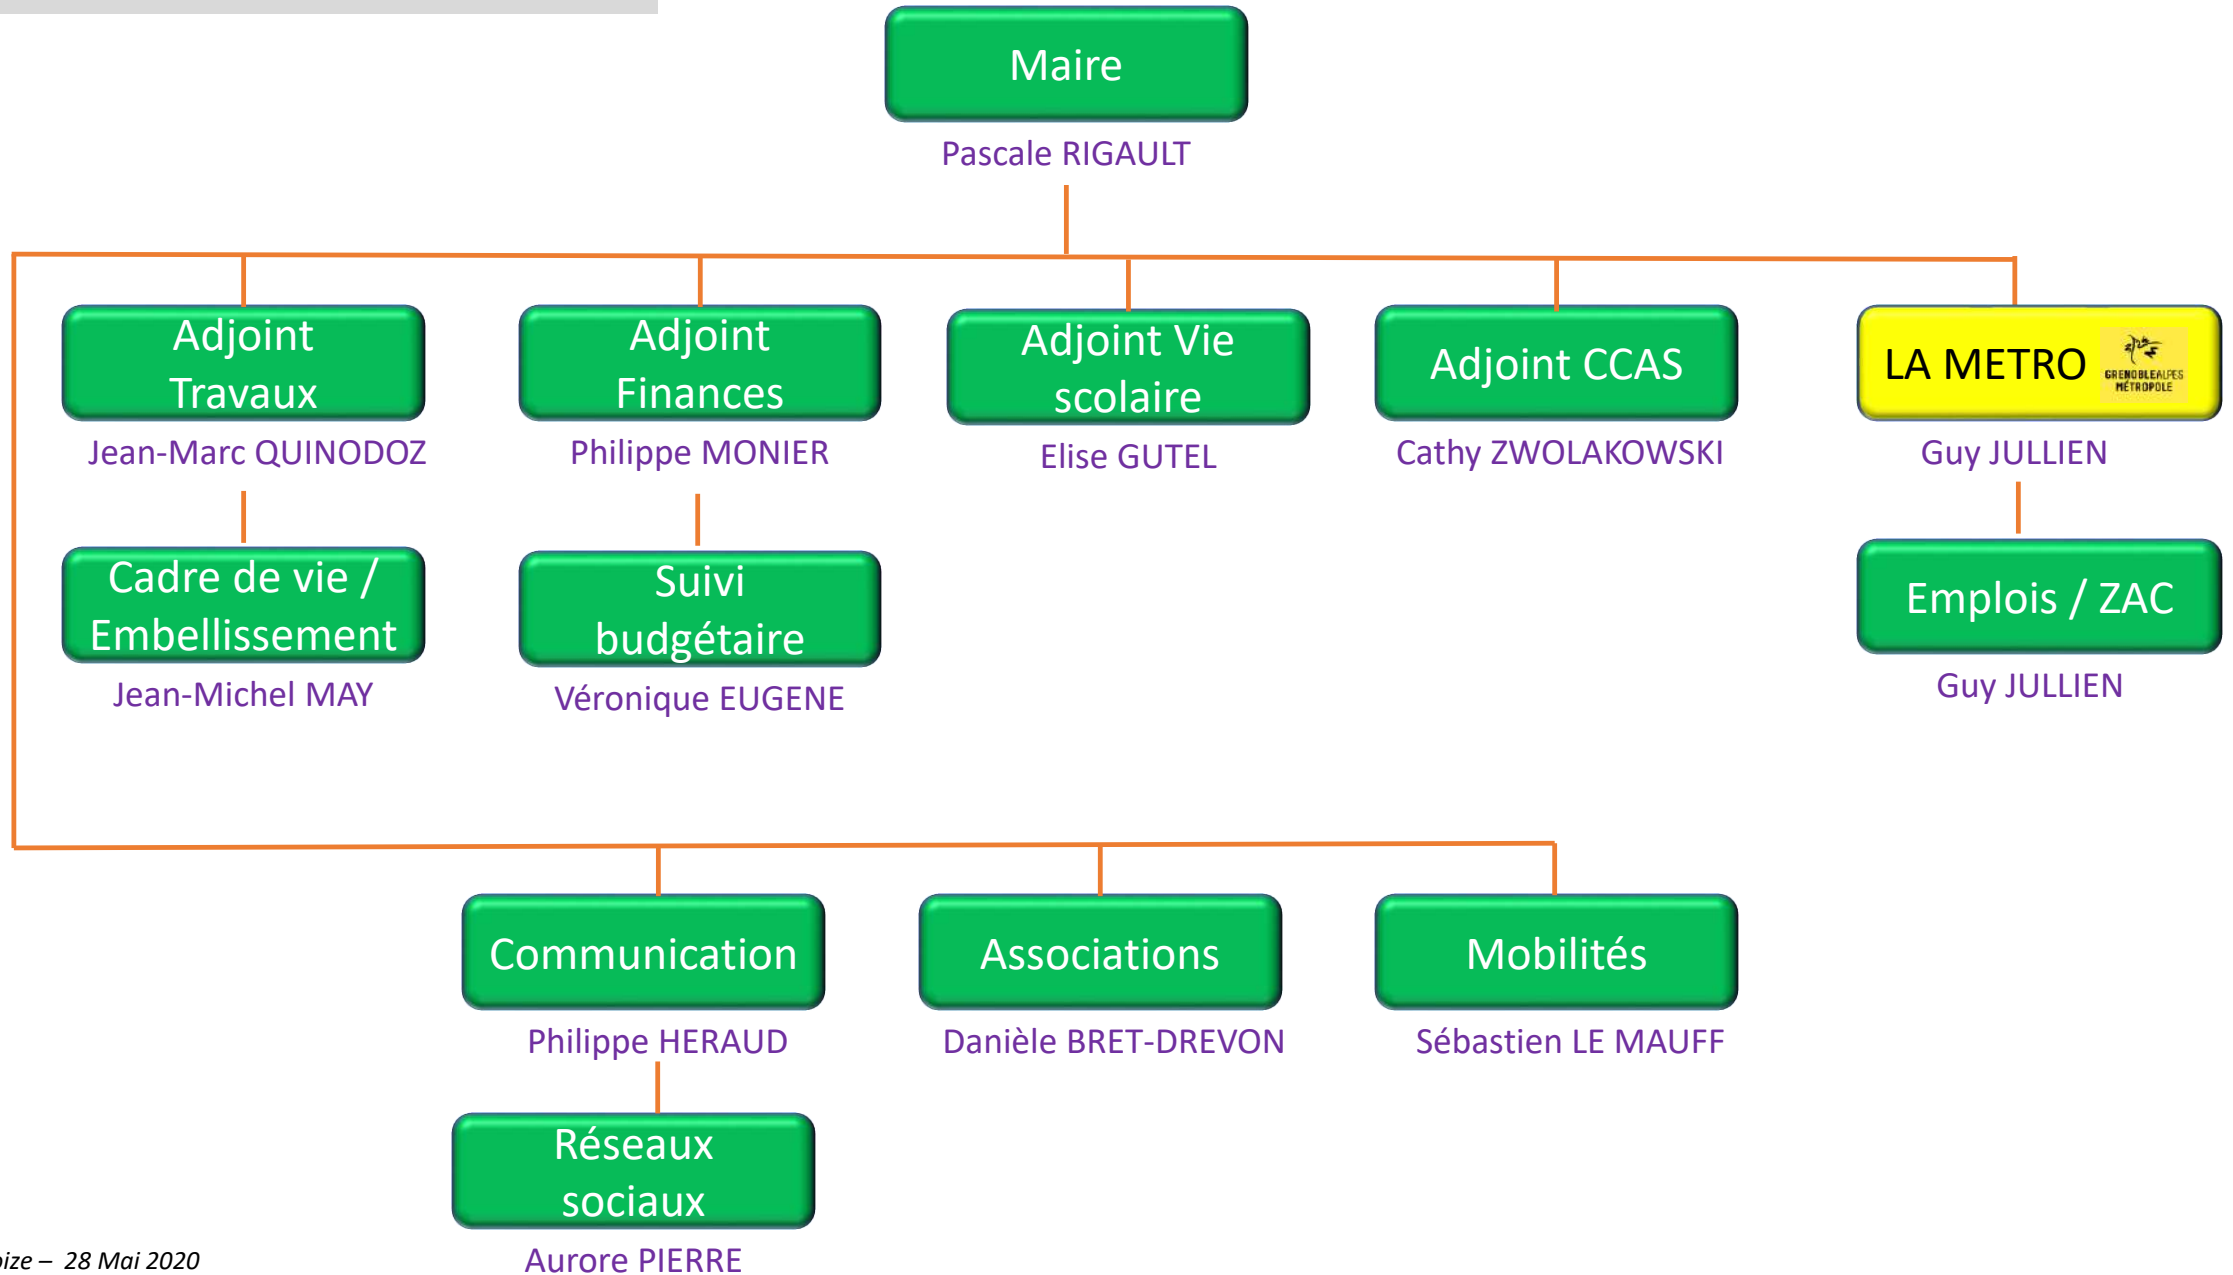 Maire
Pascale RIGAULT
Adjoint
Travaux
Jean-Marc QUINODOZ
Adjoint
Finances
Philippe MONIER
Adjoint Vie
scolaire
Elise GUTEL
Adjoint CCAS
Cathy ZWOLAKOWSKI
LA METRO
GRENOBLEALPES
MÉTROPOLE
Guy JULLIEN
Cadre de vie /
Embellissement
Jean-Michel MAY
Suivi
budgétaire
Véronique EUGENE
Emplois / ZAC
Guy JULLIEN
Communication
Philippe HERAUD
Associations
Danièle BRET-DREVON
Mobilités
Sébastien LE MAUFF
Réseaux
sociaux
Aurore PIERRE
ize – 28 Mai 2020